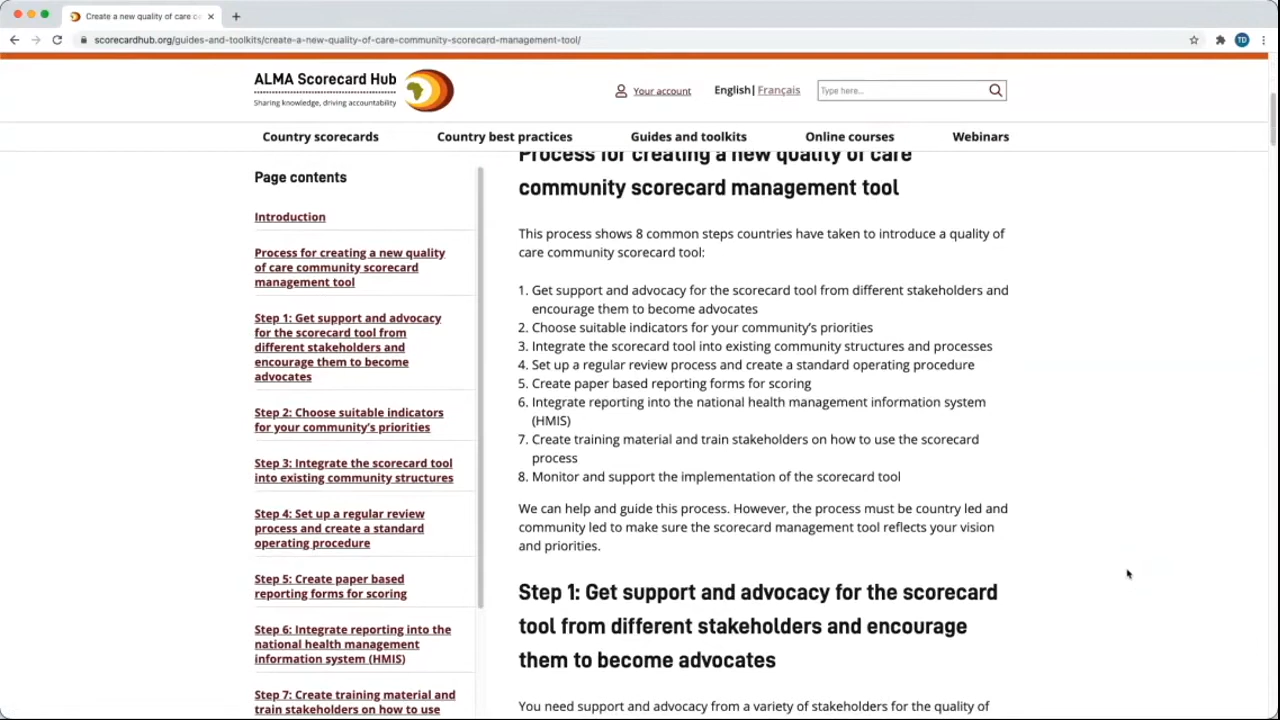 Create a new quality of care co
scorecardhub.org/guides-and-toolkits/create-a-new-quality-of-care-community-scorecard-management-tool/
TD
ALMA Scorecard Hub
Sharing knowledge, driving accountability
Your account
English| Français
Type here...
Country scorecards
Country best practices
Guides and toolkits
Online courses
Webinars
Page contents
Introduction
Process for creating a new quality
of care community scorecard
management tool
Step 1: Get support and advocacy
for the scorecard tool from
different stakeholders and
encourage them to become
advocates
Step 2: Choose suitable indicators
for your community's priorities
Step 3: Integrate the scorecard tool
into existing community structures
Step 4: Set up a regular review
process and create a standard
operating procedure
Step 5: Create paper based
reporting forms for scoring
Step 6: Integrate reporting into the
national health management
information system (HMIS)
Step 7: Create training material and
train stakeholders on how to use
Process for creating a new quality of care
community scorecard management tool
This process shows 8 common steps countries have taken to introduce a quality of
care community scorecard tool:
1. Get support and advocacy for the scorecard tool from different stakeholders and
encourage them to become advocates
2. Choose suitable indicators for your community's priorities
3. Integrate the scorecard tool into existing community structures and processes
4. Set up a regular review process and create a standard operating procedure
5. Create paper based reporting forms for scoring
6. Integrate reporting into the national health management information system
(HMIS)
7. Create training material and train stakeholders on how to use the scorecard
process
8. Monitor and support the implementation of the scorecard tool
We can help and guide this process. However, the process must be country led and
community led to make sure the scorecard management tool reflects your vision
and priorities.
Step 1: Get support and advocacy for the scorecard
tool from different stakeholders and encourage
them to become advocates
You need support and advocacy from a variety of stakeholders for the quality of